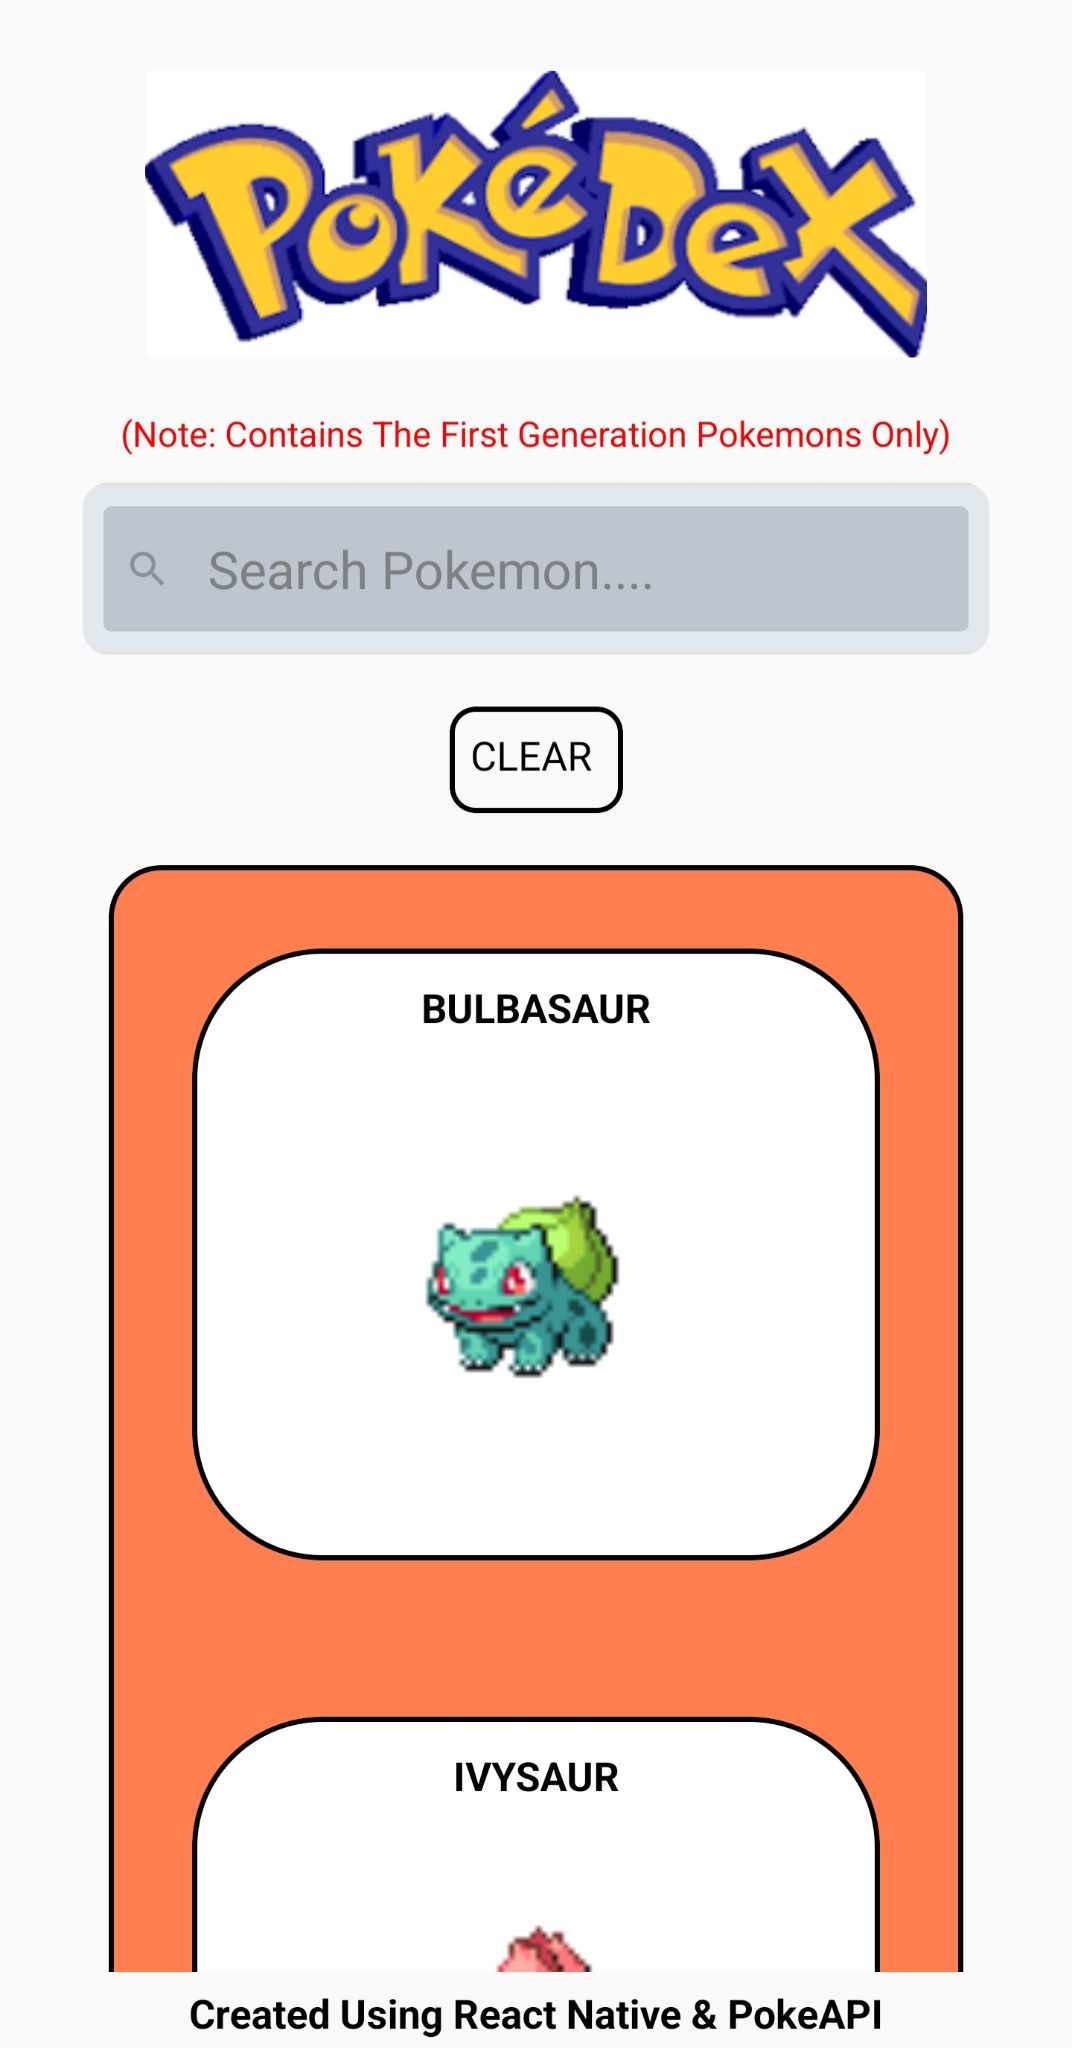 PoKéDex
(Note: Contains The First Generation Pokemons Only)
Search Pokemon....
CLEAR
BULBASAUR
IVYSAUR
Created Using React Native & PokeAPI